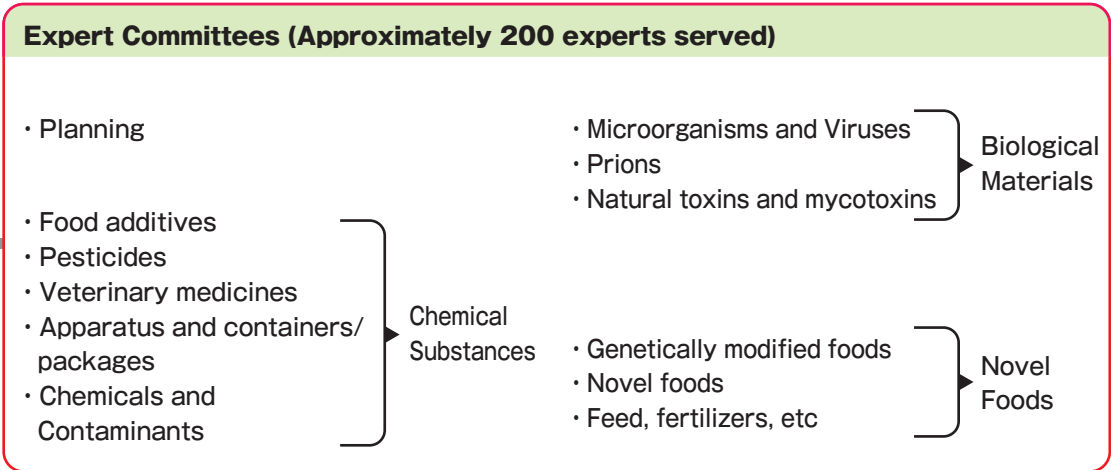 Expert Committees (Approximately 200 experts served)
・Planning
・Food additives
・Pesticides
・Veterinary medicines
・Apparatus and containers/
packages
・Chemicals and
Contaminants
Chemical
Substances
・Microorganisms and Viruses
・Prions
・Natural toxins and mycotoxins
Biological
Materials
・Genetically modified foods
・Novel foods
・Feed, fertilizers, etc
Novel
Foods